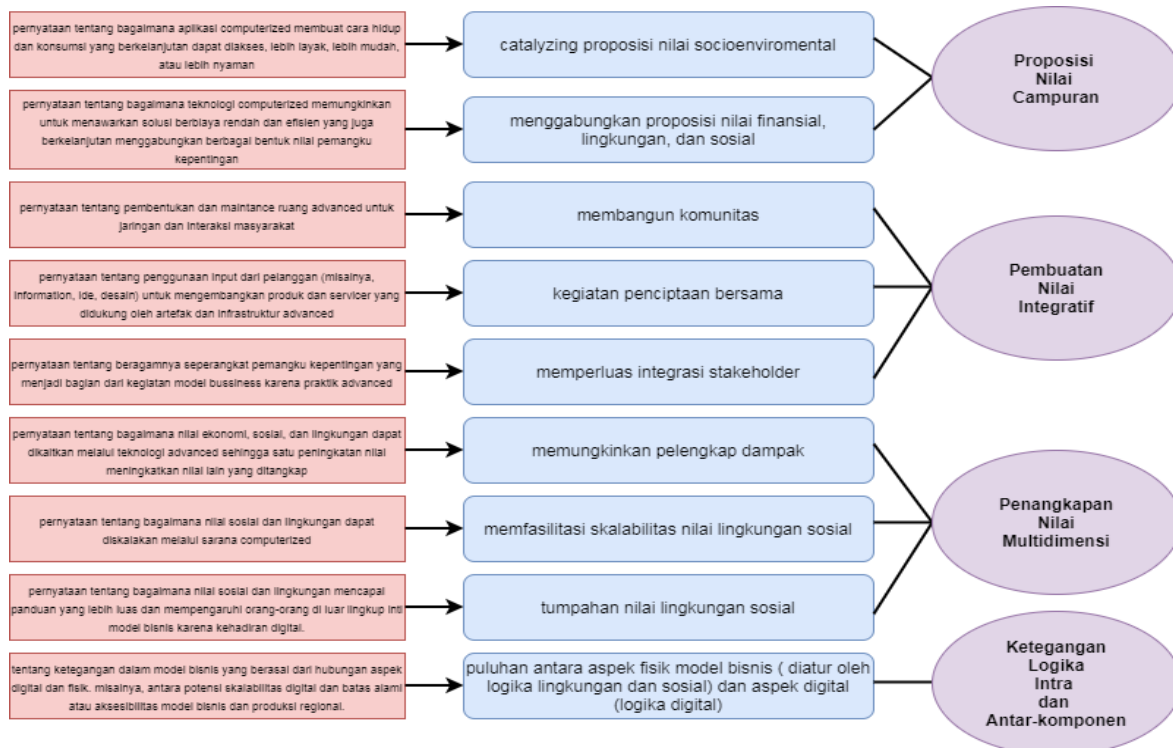 pernyataan tentang bagaimana aplikasi computerized membuat cara hidup
dan konsumsi yang berkelanjutan dapat diakses, lebih layak, lebih mudah,
atau lebih nyaman
catalyzing proposisi nilai socioenviromental
Proposisi
Nilai
Campuran
pernyataan tentang bagaimana teknologi computerized memungkinkan
untuk menawarkan solusi berbiaya rendah dan efisien yang juga
berkelanjutan menggabungkan berbagai bentuk nilai pemangku
kepentingan
menggabungkan proposisi nilai finansial,
lingkungan, dan sosial
pernyataan tentang pembentukan dan maintance ruang advanced untuk
jaringan dan interaksi masyarakat
membangun komunitas
pernyataan tentang penggunaan input dari pelanggan (misalnya,
information, ide, desain) untuk mengembangkan produk dan servicer yang
didukung oleh artefak dan infrastruktur advanced
kegiatan penciptaan bersama
Pembuatan
Nilai
Integratif
pernyataan tentang beragamnya seperangkat pemangku kepentingan yang
menjadi bagian dari kegiatan model bussiness karena praktik advanced
memperluas integrasi stakeholder
pernyataan tentang bagaimana nilai ekonomi, sosial, dan lingkungan dapat
dikaitkan melalui teknologi advanced sehingga satu peningkatan nilai
meningkatkan nilai lain yang ditangkap
memungkinkan pelengkap dampak
pernyataan tentang bagaimana nilai sosial dan lingkungan dapat
diskalakan melalui sarana computerized
memfasilitasi skalabilitas nilai lingkungan sosial
Penangkapan
Nilai
Multidimensi
pernyataan tentang bagaimana nilai sosial dan lingkungan mencapai
panduan yang lebih luas dan mempengaruhi orang-orang di luar lingkup inti
model bisnis karena kehadiran digital.
tumpahan nilai lingkungan sosial
tentang ketegangan dalam model bisnis yang berasal dari hubungan aspek
digital dan fisik. misalnya, antara potensi skalabilitas digital dan batas alami
atau aksesibilitas model bisnis dan produksi regional.
puluhan antara aspek fisik model bisnis ( diatur oleh
logika lingkungan dan sosial) dan aspek digital
(logika digital)
Ketegangan
Logika
Intra
dan
Antar-komponen